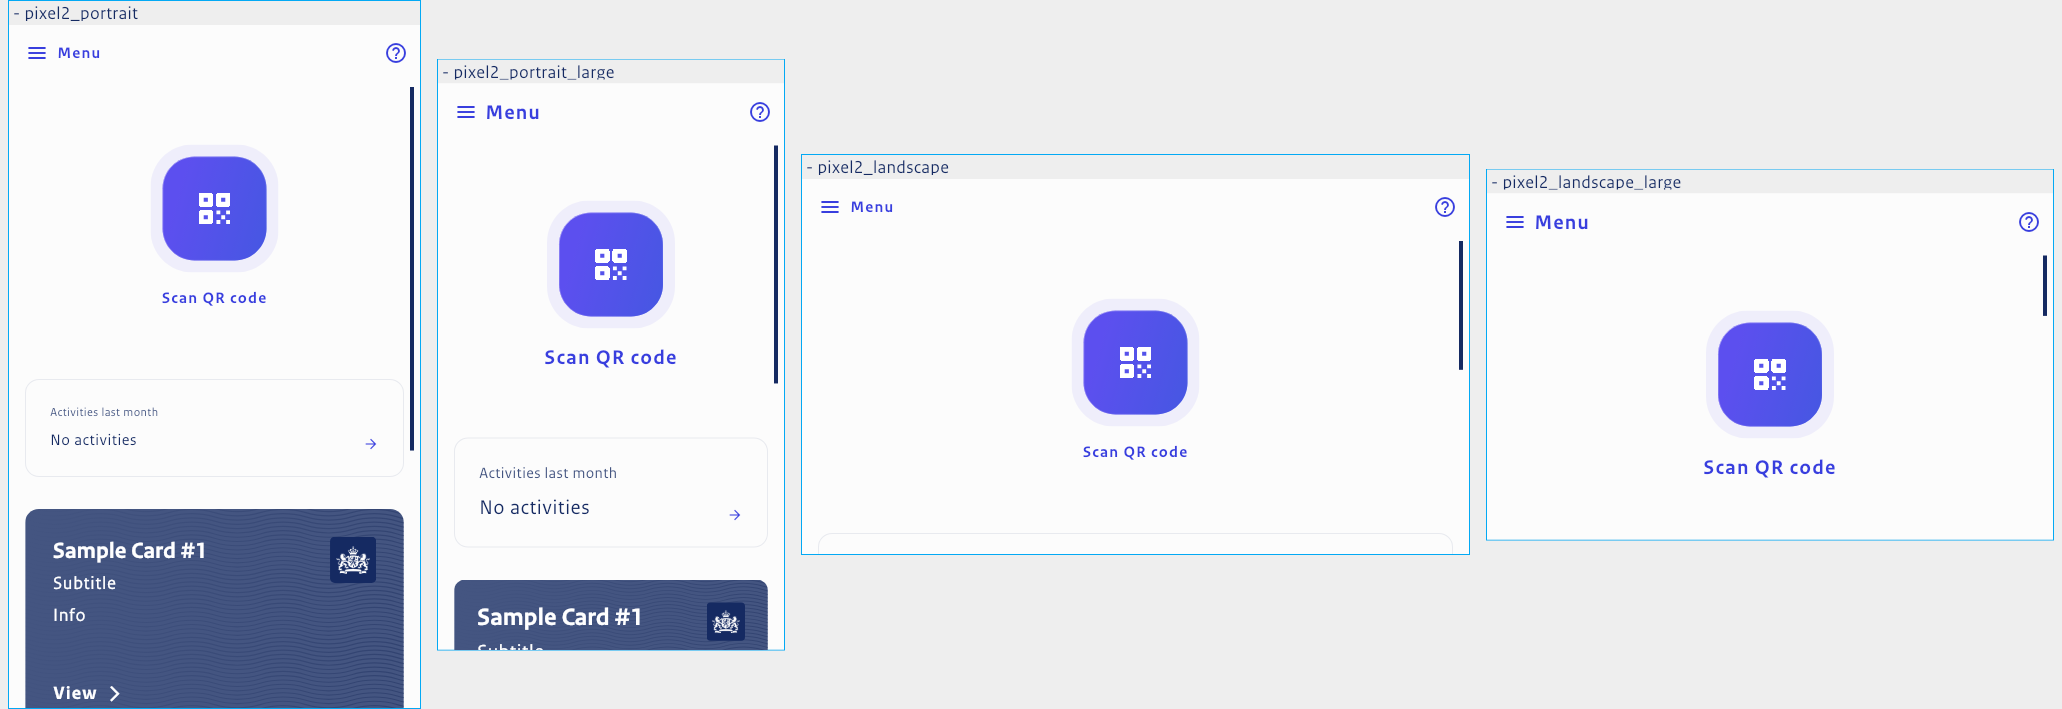 - pixel2_portrait
Menu
Scan QR code
Activities last month
No activities
Sample Card #1
Subtitle
Info
View
- pixel2_portrait_large
Menu
Scan QR code
Activities last month
No activities
Sample Card #1
Subtitle
- pixel2_landscape
Menu
Scan QR code
- pixel2_landscape_large
Menu
Scan QR code